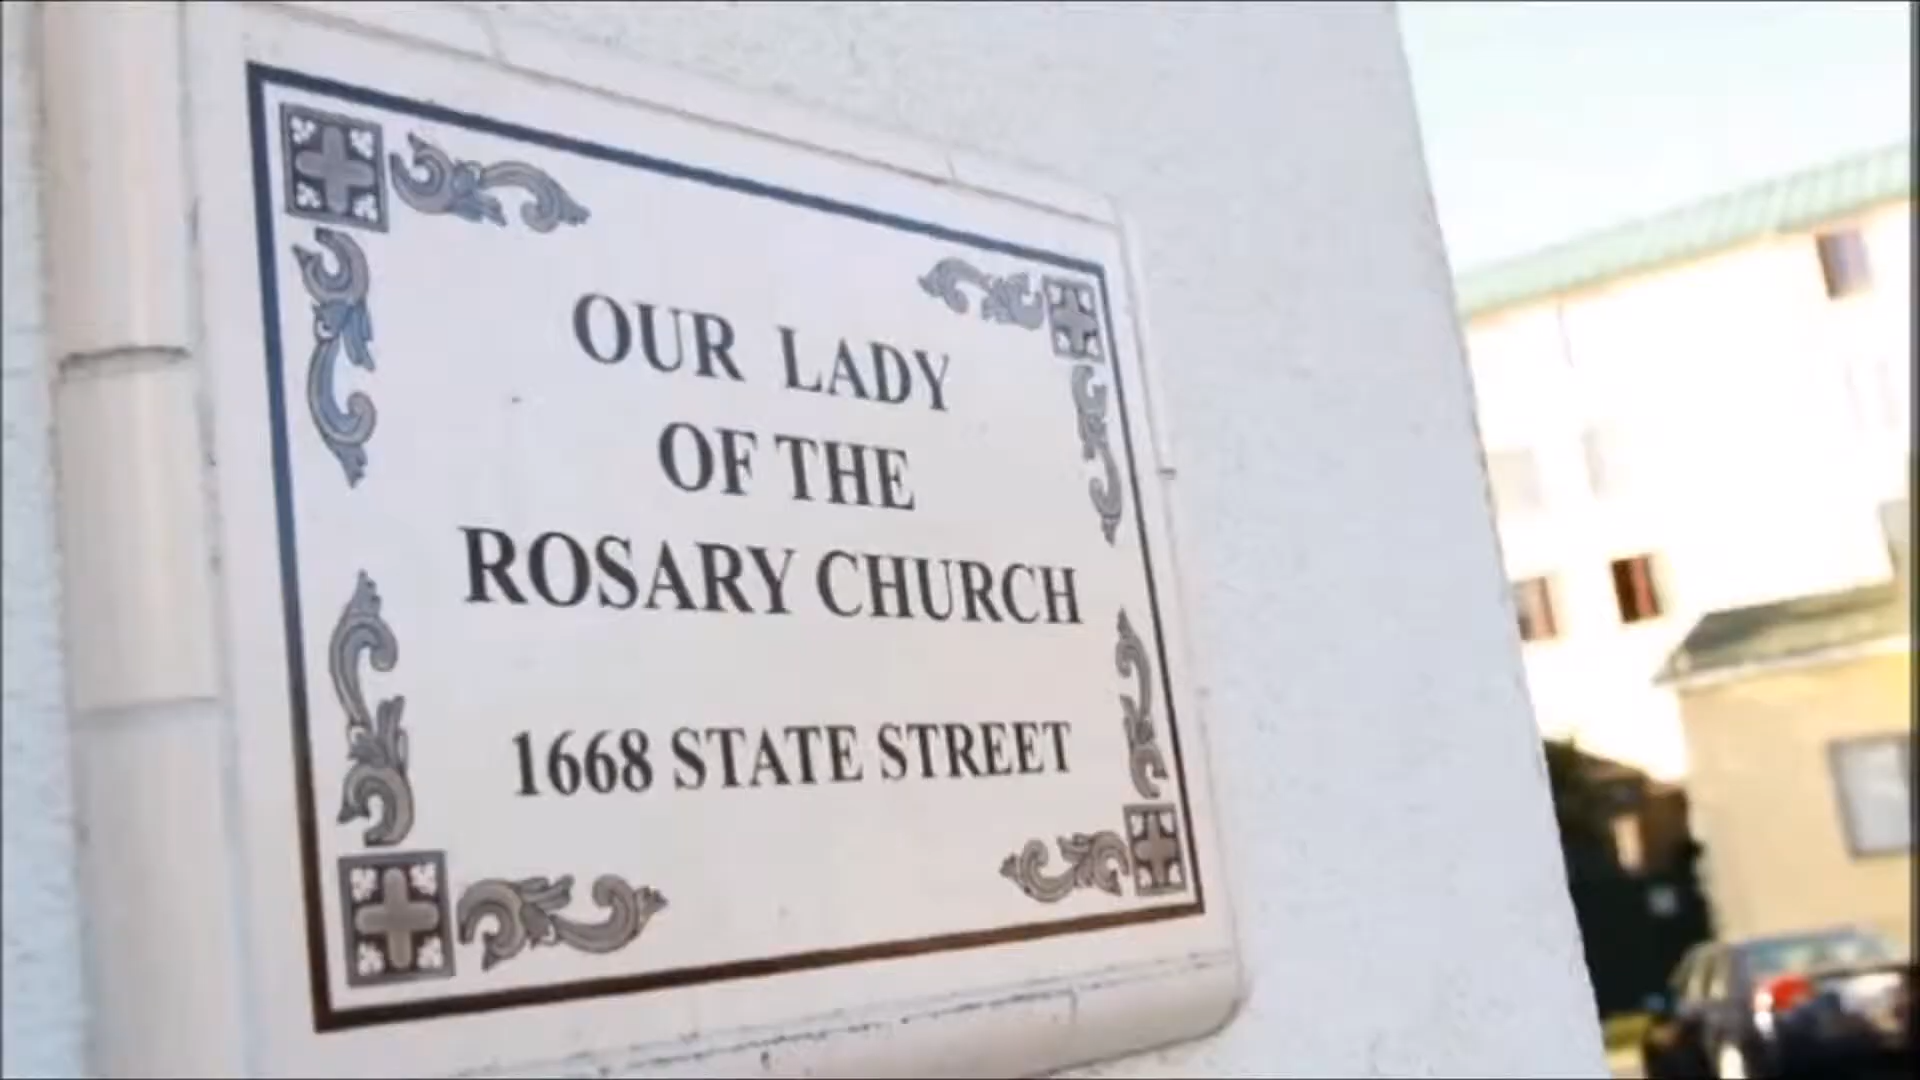 OUR LADY
OF THE
ROSARY CHURCH
1668 STATE STREET